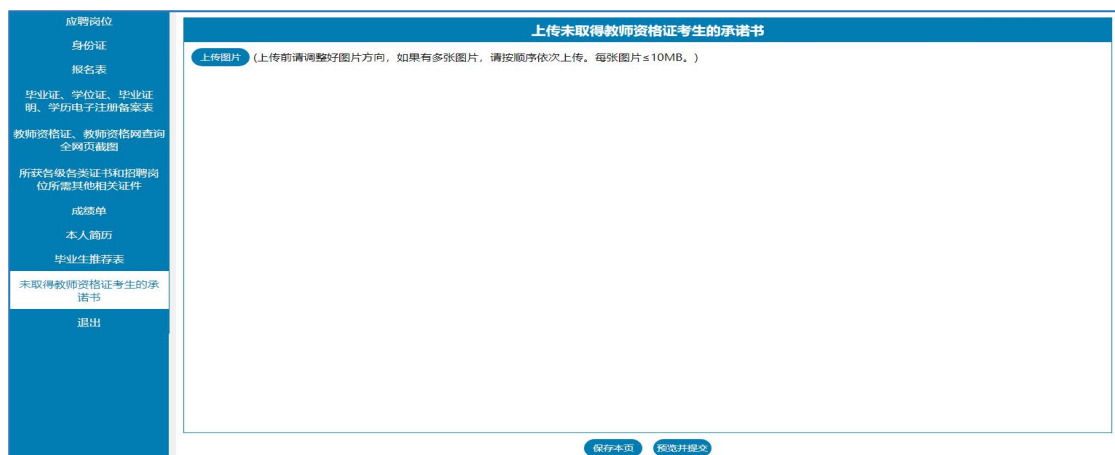 应聘岗位
身份证
报名表
毕业证、学位证、毕业证
明、学历电子注册备案表
教师资格证、教师资格网查询
全网页截图
所获各级各类证书和招聘岗
位所需其他相关证件
成绩单
本人简历
毕业生推荐表
未取得教师资格证考生的承
诺书
退出
上传未取得教师资格证考生的承诺书
上传图片 (上传前请调整好图片方向，如果有多张图片，请按顺序依次上传。每张图片≤10MB。)
保存本页 预览并提交